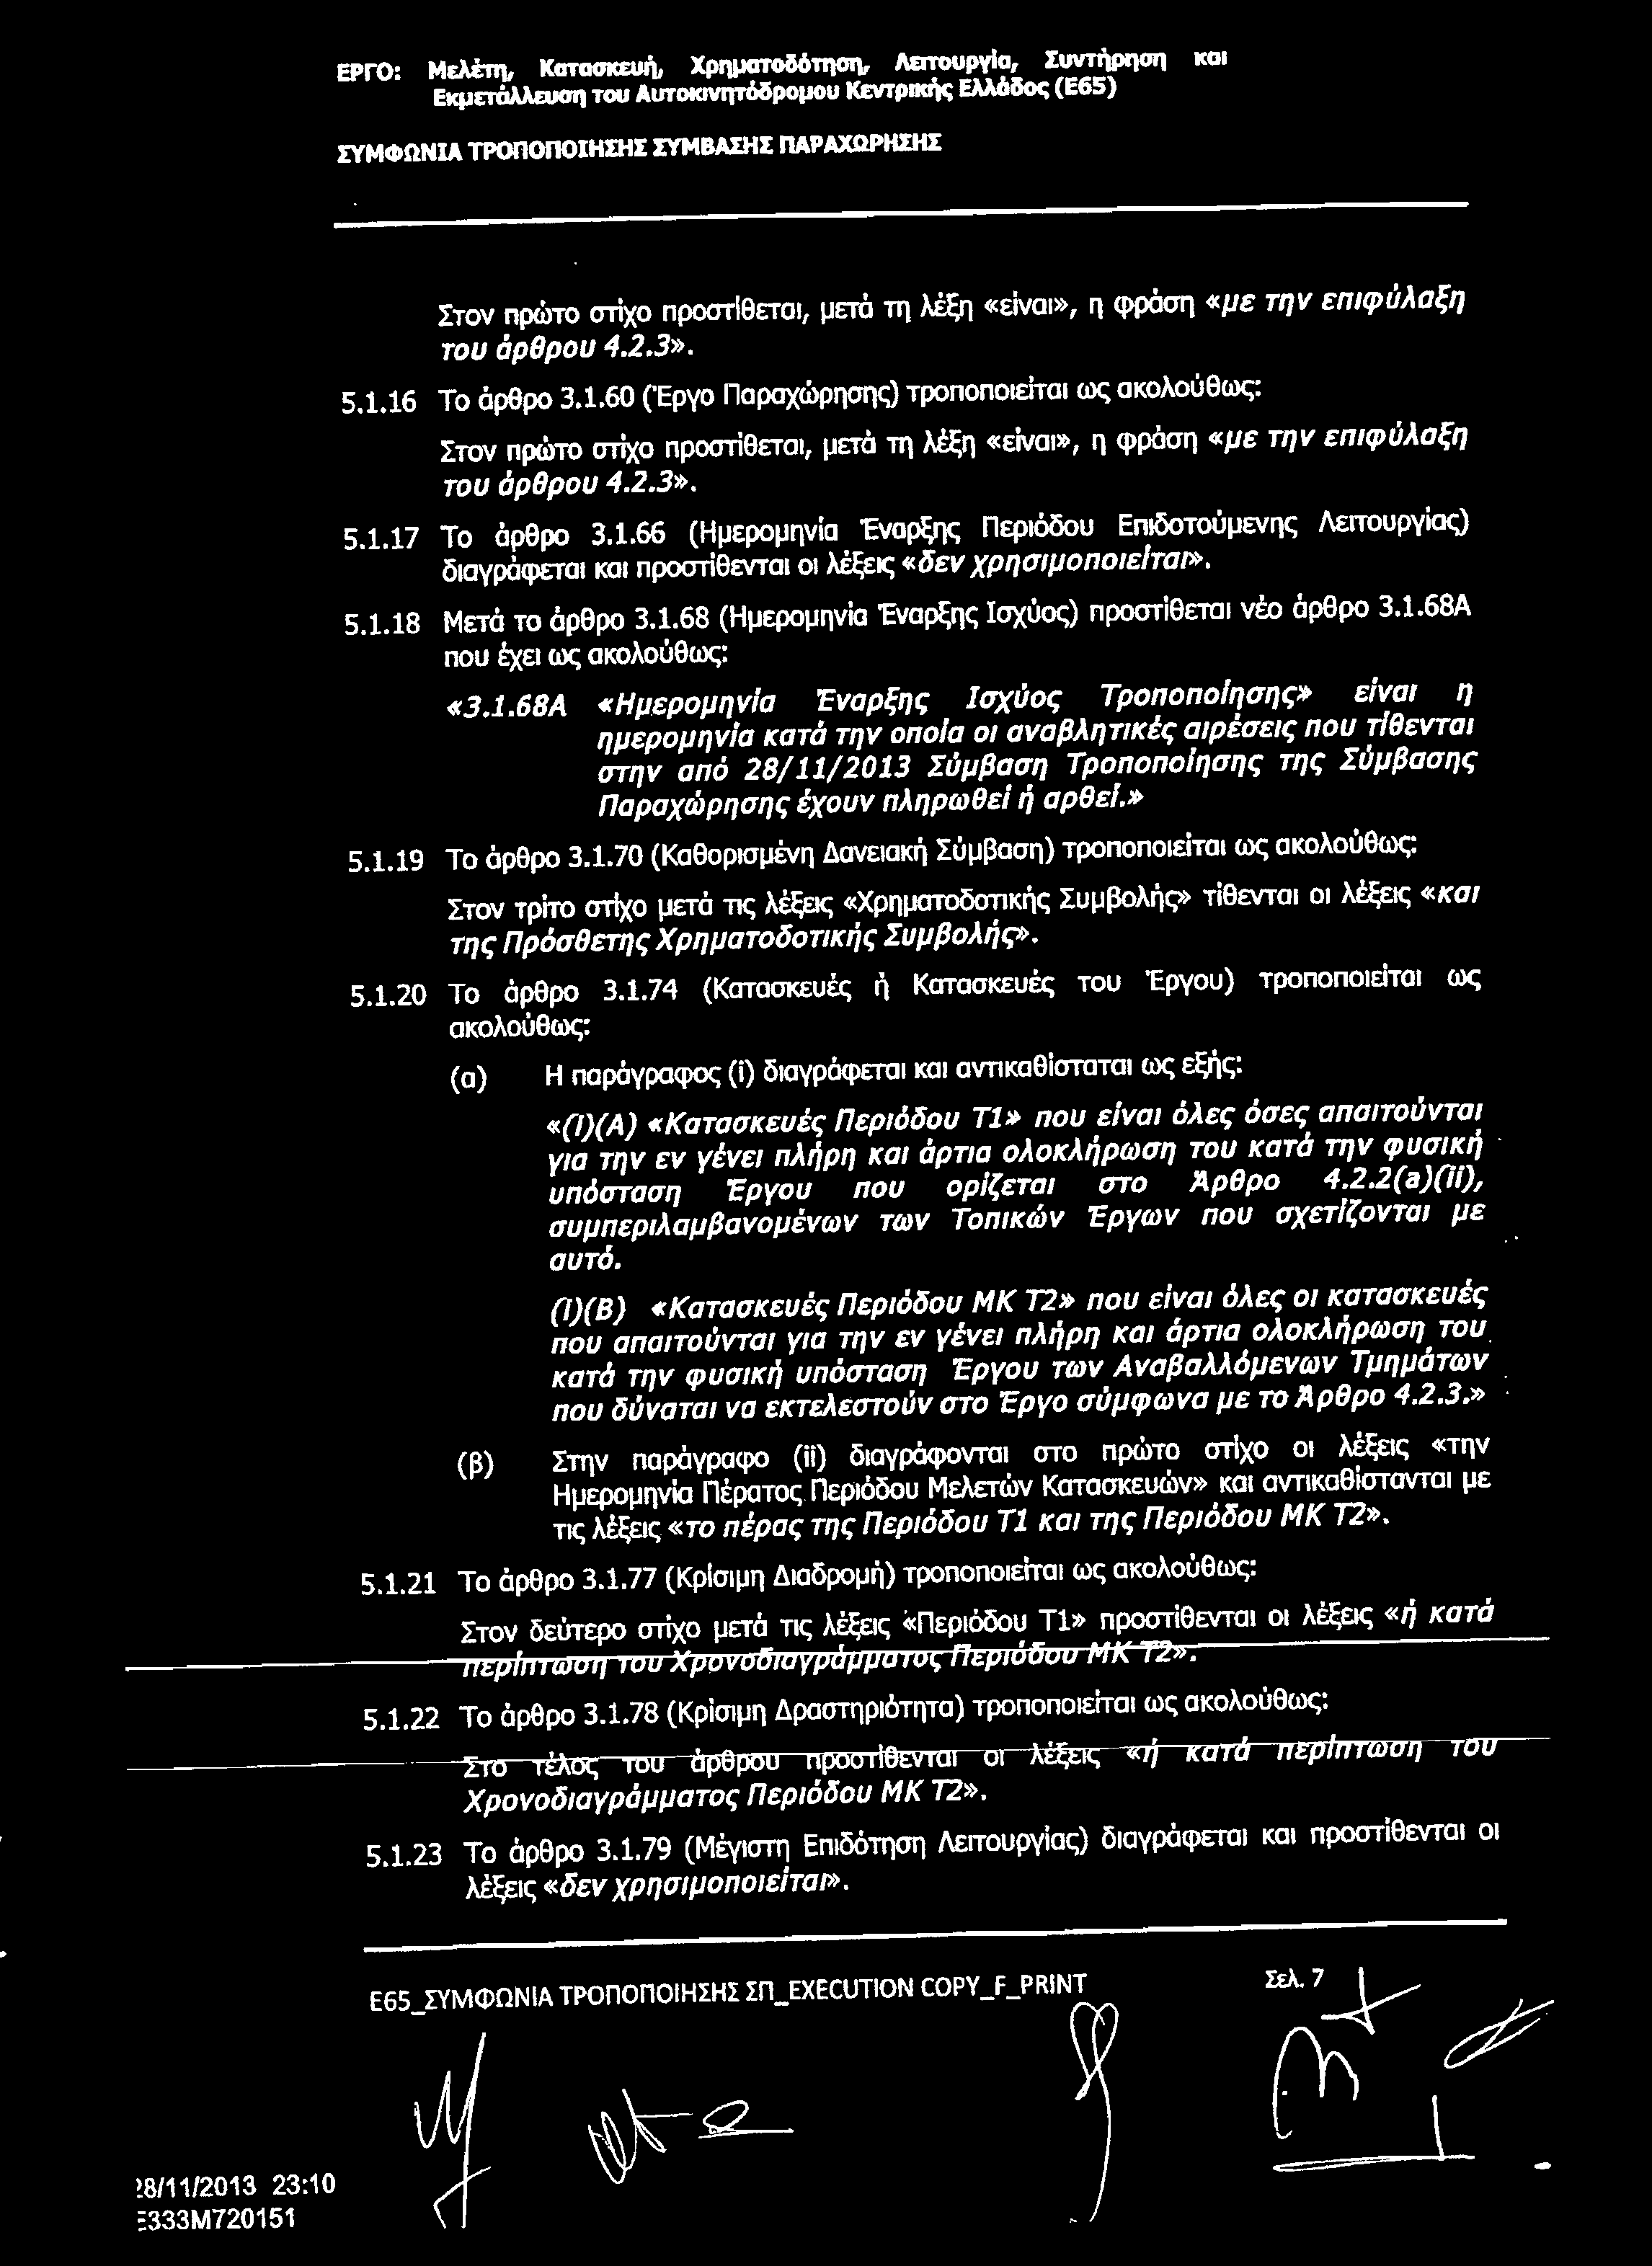 ΕΡΓΟ: Μελέτη, Κατασκευή, Χρηματοδότηση, Λειτουργία, Συντήρηση και
Εκμετάλλευση του Αυτοκινητόδρομου Κεντρικής Ελλάδος (Ε65)
ΣΥΜΦΩΝΙΑ ΤΡΟΠΟΠΟΙΗΣΗΣ ΣΥΜΒΑΣΗΣ ΠΑΡΑΧΩΡΗΣΗΣ
Στον πρώτο στίχο προστίθεται, μετά τη λέξη «είναι», η φράση «με την επιφύλαξη
του άρθρου 4.2.3».
5.1.16 Το άρθρο 3.1.60 (Έργο Παραχώρησης) τροποποιείται ως ακολούθως:
Στον πρώτο στίχο προστίθεται, μετά τη λέξη «είναι», η φράση «με την επιφύλαξη
του άρθρου 4.2.3».
5.1.17 Το άρθρο 3.1.66 (Ημερομηνία Έναρξης Περιόδου Επιδοτούμενης Λειτουργίας)
διαγράφεται και προστίθενται οι λέξεις «δεν χρησιμοποιείται».
5.1.18 Μετά το άρθρο 3.1.68 (Ημερομηνία Έναρξης Ισχύος) προστίθεται νέο άρθρο 3.1.68Α
που έχει ως ακολούθως:
«3.1.68Α «Ημερομηνία Έναρξης Ισχύος Τροποποίησης» είναι η
ημερομηνία κατά την οποία οι αναβλητικές αιρέσεις που τίθενται
στην από 28/11/2013 Σύμβαση Τροποποίησης της Σύμβασης
Παραχώρησης έχουν πληρωθεί ή αρθεί.»
5.1.19 Το άρθρο 3.1.70 (Καθορισμένη Δανειακή Σύμβαση) τροποποιείται ως ακολούθως:
Στον τρίτο στίχο μετά τις λέξεις «Χρηματοδοτικής Συμβολής» τίθενται οι λέξεις «και
της Πρόσθετης Χρηματοδοτικής Συμβολής».
5.1.20 Το άρθρο 3.1.74 (Κατασκευές ή Κατασκευές του Έργου) τροποποιείται ως
ακολούθως:
(α) Η παράγραφος (i) διαγράφεται και αντικαθίσταται ως εξής:
«(i)(Α) «Κατασκευές Περιόδου Τ1» που είναι όλες όσες απαιτούνται
για την εν γένει πλήρη και άρτια ολοκλήρωση του κατά την φυσική
υπόσταση Έργου που ορίζεται στο Άρθρο 4.2.2(a)(ii),
συμπεριλαμβανομένων των Τοπικών Έργων που σχετίζονται με
αυτό.
(i)(Β) «Κατασκευές Περιόδου ΜΚ Τ2» που είναι όλες οι κατασκευές
που απαιτούνται για την εν γένει πλήρη και άρτια ολοκλήρωση του
κατά την φυσική υπόσταση Έργου των Αναβαλλόμενων Τμημάτων
που δύναται να εκτελεστούν στο Έργο σύμφωνα με το Άρθρο 4.2.3.»
(β) Στην παράγραφο (ii) διαγράφονται στο πρώτο στίχο οι λέξεις «την
Ημερομηνία Πέρατος Περιόδου Μελετών Κατασκευών» και αντικαθίστανται με
τις λέξεις «το πέρας της Περιόδου Τ1 και της Περιόδου ΜΚ Τ2».
5.1.21 Το άρθρο 3.1.77 (Κρίσιμη Διαδρομή) τροποποιείται ως ακολούθως:
Στον δεύτερο στίχο μετά τις λέξεις «Περιόδου Τ1» προστίθενται οι λέξεις «ή κατά
περίπτωση του Χρονοδιαγράμματος Περιόδου ΜΚ Τ2».
5.1.22 Το άρθρο 3.1.78 (Κρίσιμη Δραστηριότητα) τροποποιείται ως ακολούθως:
Στο τέλος του άρθρου προστίθενται οι λέξεις «ή κατά περίπτωση του
Χρονοδιαγράμματος Περιόδου ΜΚ Τ2».
5.1.23 Το άρθρο 3.1.79 (Μέγιστη Επιδότηση Λειτουργίας) διαγράφεται και προστίθενται οι
λέξεις «δεν χρησιμοποιείται».
Ε65_ΣΥΜΦΩΝΙΑ ΤΡΟΠΟΠΟΙΗΣΗΣ ΣΠ_EXECUTION COPY_F_PRINT Σελ. 7
8/11/2013 23:10
333M720151